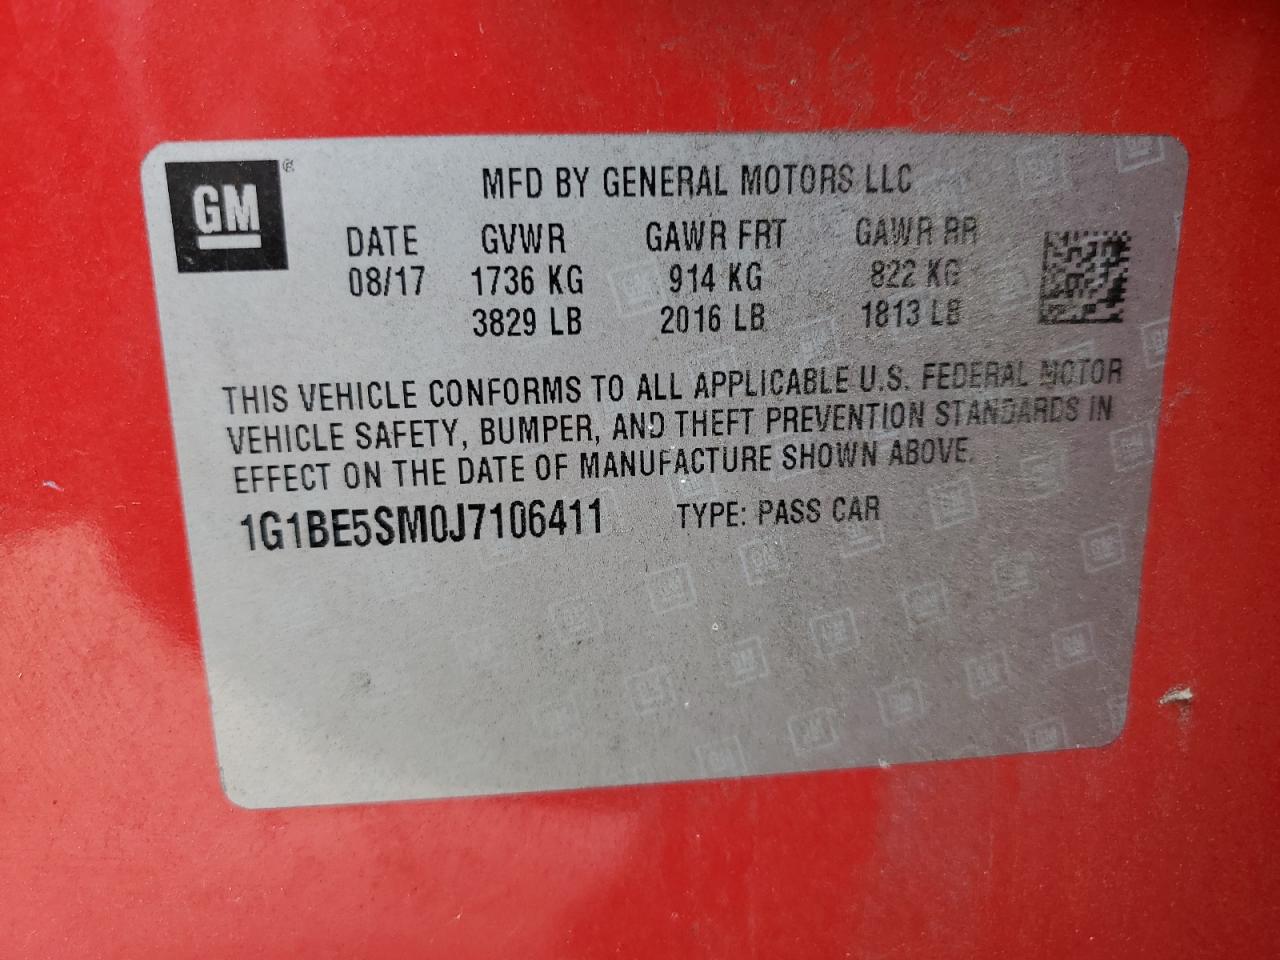 GM ®
MFD BY GENERAL MOTORS LLC
DATE GVWR GAWR FRT GAWR RR
08/17 1736 KG 914 KG 822 KG
3829 LB 2016 LB 1813 LB
THIS VEHICLE CONFORMS TO ALL APPLICABLE U.S. FEDERAL MOTOR
VEHICLE SAFETY, BUMPER, AND THEFT PREVENTION STANDARDS IN
EFFECT ON THE DATE OF MANUFACTURE SHOWN ABOVE.
1G1BE5SM0J7106411 TYPE: PASS CAR